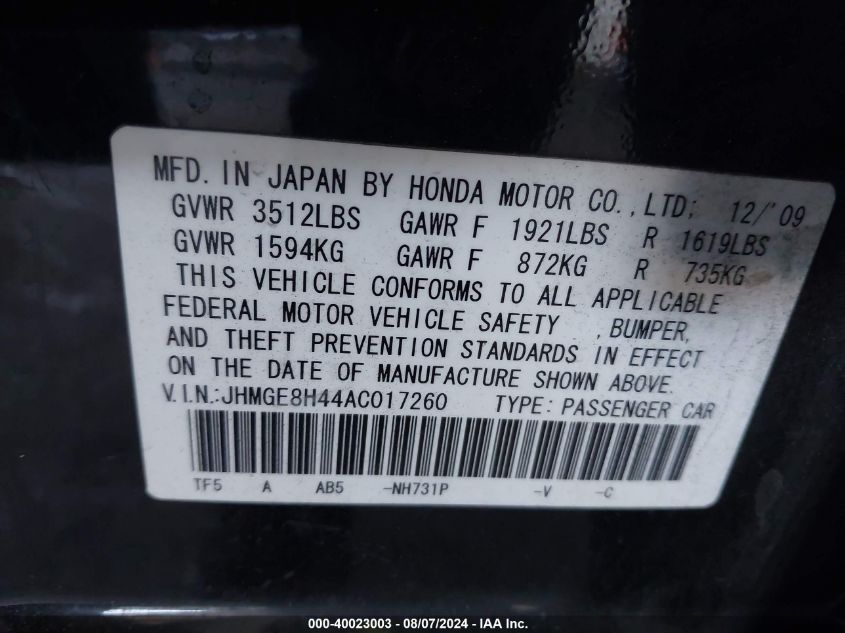 MFD. IN JAPAN BY HONDA MOTOR CO.,LTD; 12/'09
GVWR 3512LBS GAWR F 1921LBS R 1619LBS
GVWR 1594KG GAWR F 872KG R 735KG
THIS VEHICLE CONFORMS TO ALL APPLICABLE
FEDERAL MOTOR VEHICLE SAFETY , BUMPER,
AND THEFT PREVENTION STANDARDS IN EFFECT
ON THE DATE OF MANUFACTURE SHOWN ABOVE.
V.I.N.:JHMGE8H44AC017260 TYPE: PASSENGER CAR
TF5 A AB5 -NH731P -V -C
000-40023003 - 08/07/2024 - IAA Inc.